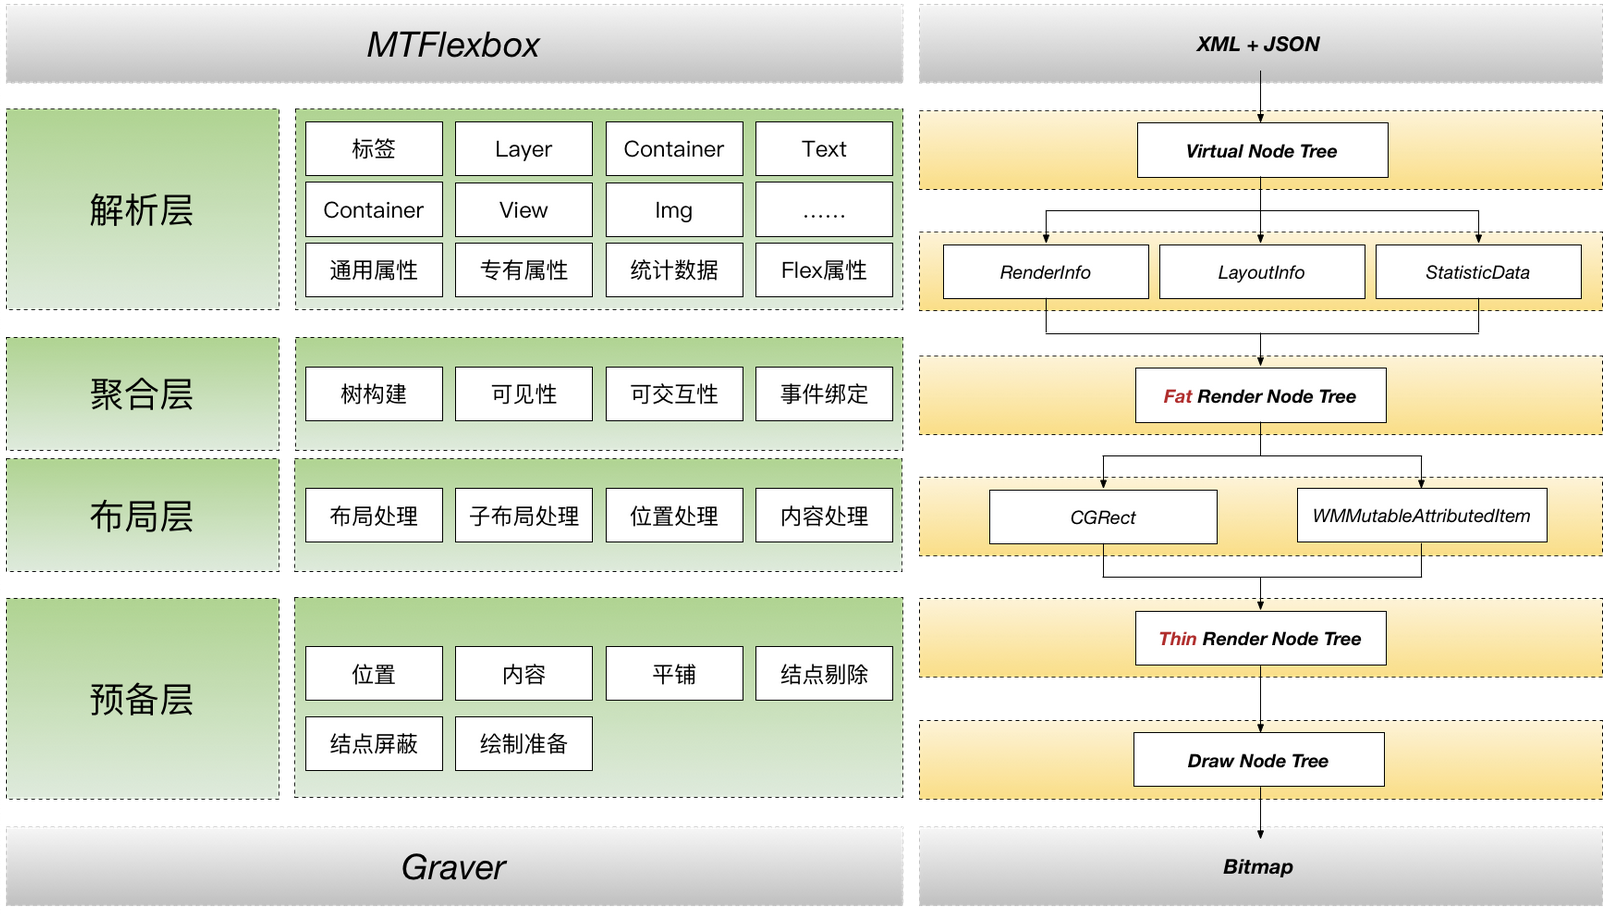 MTFlexbox
解析层
标签
Layer
Container
Text
Container
View
Img
……
通用属性
专有属性
统计数据
Flex属性
聚合层
树构建
可见性
可交互性
事件绑定
布局层
布局处理
子布局处理
位置处理
内容处理
预备层
位置
内容
平铺
结点剔除
结点屏蔽
绘制准备
Graver
XML + JSON
Virtual Node Tree
RenderInfo
LayoutInfo
StatisticData
Fat Render Node Tree
CGRect
WMMutableAttributedItem
Thin Render Node Tree
Draw Node Tree
Bitmap